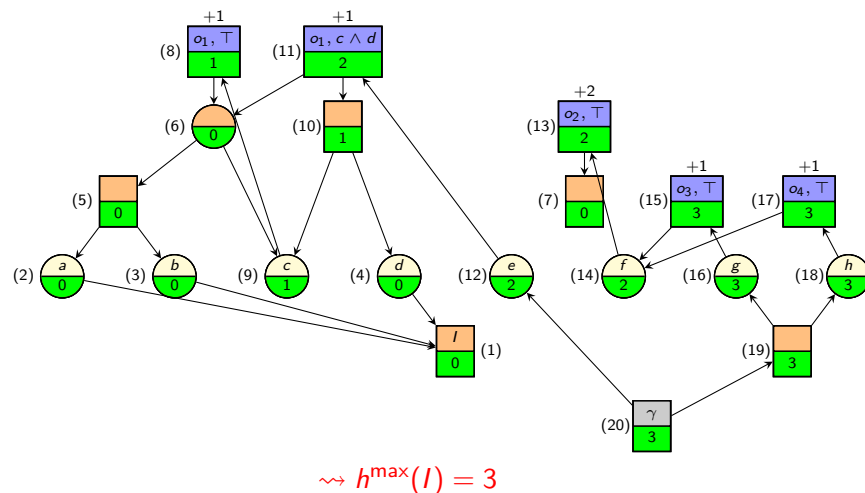 +1 +1
(8) o₁, ⊤ (11) o₁, c ∧ d
1 2
+2
(6) 0 (10) 1 (13) o₂, ⊤
2
+1 +1
(5) 0 (7) 0 (15) o₃, ⊤ (17) o₄, ⊤
3 3
(2) a (3) b (9) c (4) d (12) e (14) f (16) g (18) h
0 0 1 0 2 2 3 3
I (1) (19)
0 3
γ
(20) 3
⇝ hᵐᵃˣ(I) = 3